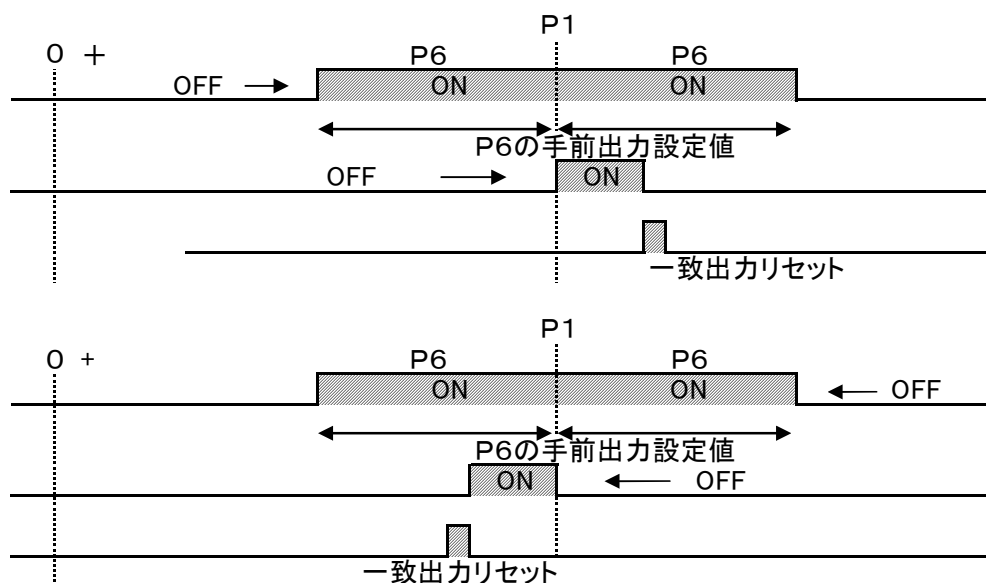 P1
0 +
P6 P6
OFF → ON ON
P6の手前出力設定値
OFF → ON
一致出力リセット
P1
0 +
P6 P6
ON ON ← OFF
P6の手前出力設定値
ON ← OFF
一致出力リセット